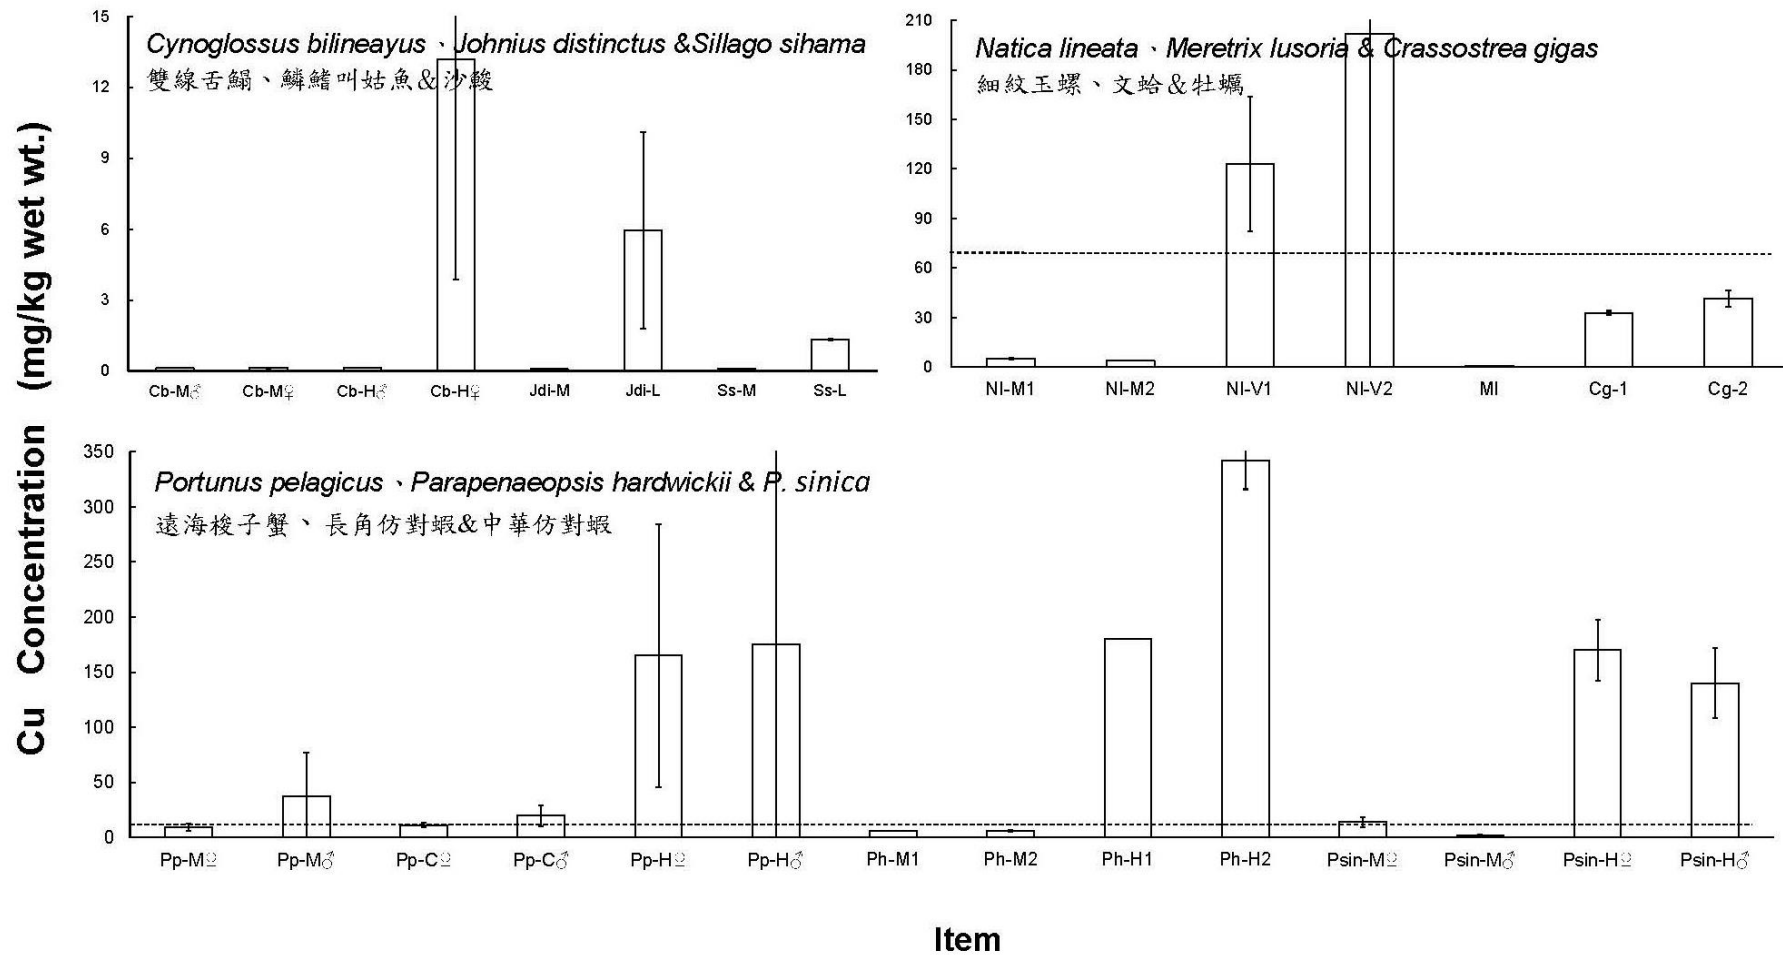 Cu Concentration (mg/kg wet wt.)
15
12
9
6
3
0
Cynoglossus bilineayus、Johnius distinctus &Sillago sihama
雙線舌鰨、鱗鰭叫姑魚&沙鮻
Cb-M♂ Cb-M♀ Cb-H♂ Cb-H♀ Jdi-M Jdi-L Ss-M Ss-L
210
180
150
120
90
60
30
0
Natica lineata、Meretrix lusoria & Crassostrea gigas
細紋玉螺、文蛤&牡蠣
Nl-M1 Nl-M2 Nl-V1 Nl-V2 Ml Cg-1 Cg-2
350
300
250
200
150
100
50
0
Portunus pelagicus、Parapenaeopsis hardwickii & P. sinica
遠海梭子蟹、長角仿對蝦&中華仿對蝦
Pp-M♀ Pp-M♂ Pp-C♀ Pp-C♂ Pp-H♀ Pp-H♂ Ph-M1 Ph-M2 Ph-H1 Ph-H2 Psin-M♀ Psin-M♂ Psin-H♀ Psin-H♂
Item